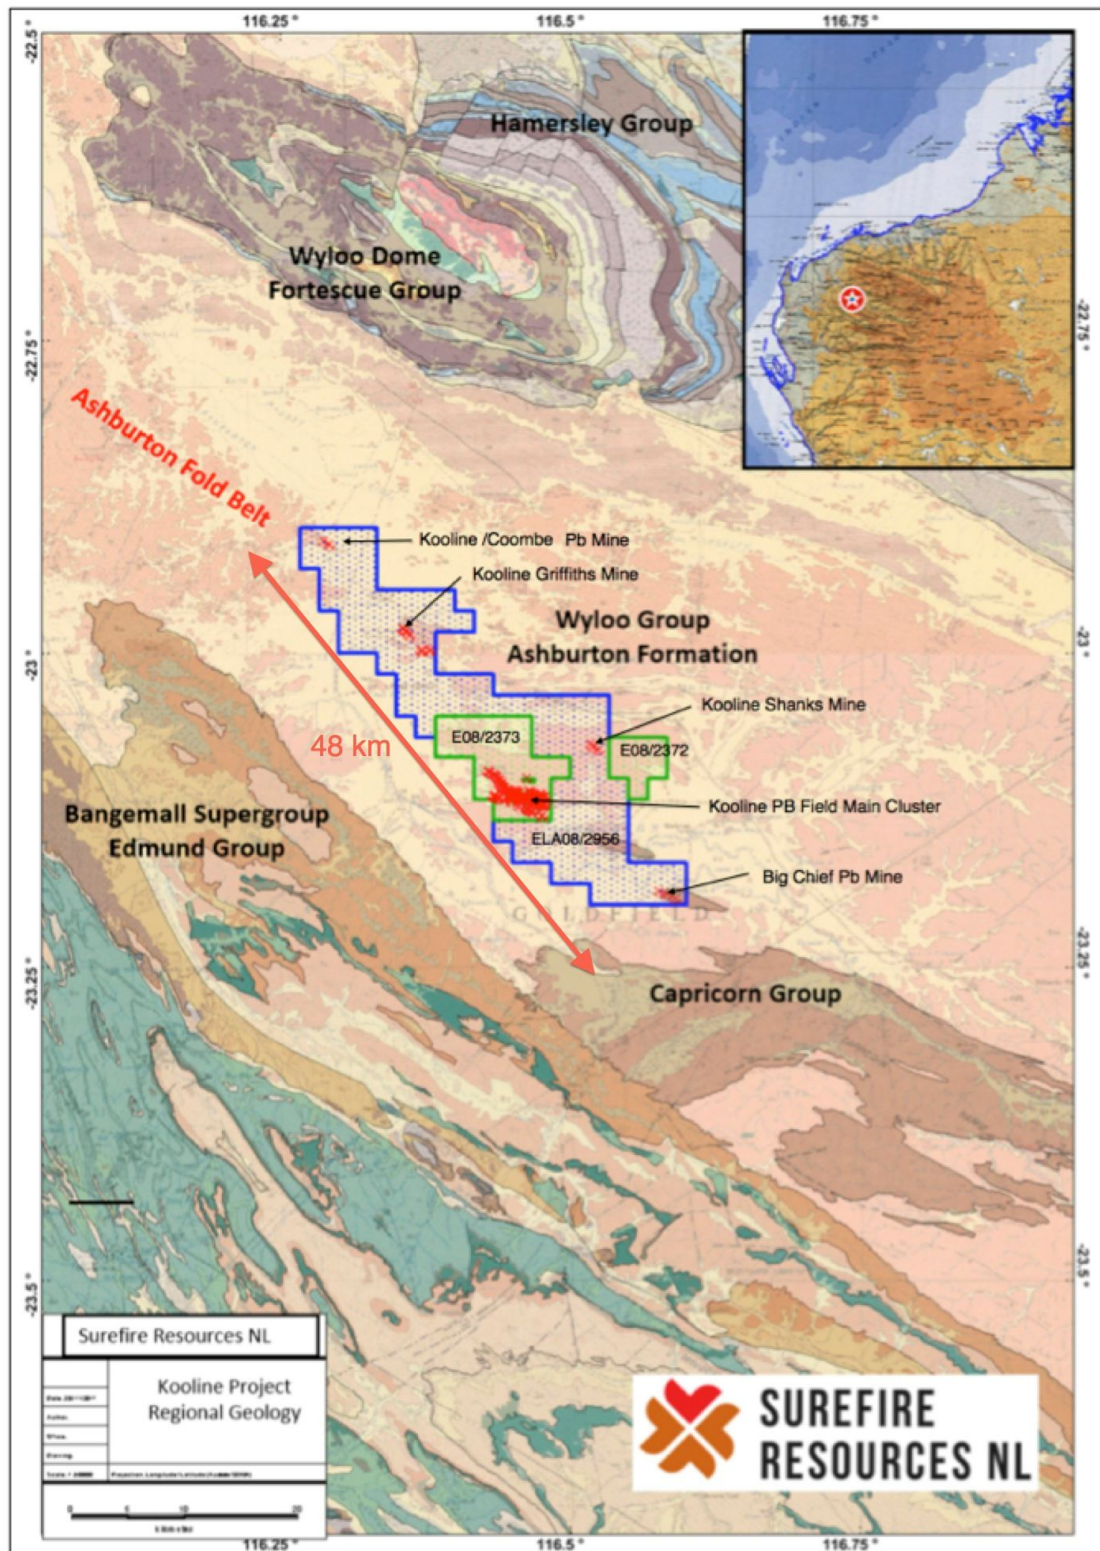 116.25 °
116.5 °
116.75 °
-22.5 °
Hamersley Group
Wyloo Dome
Fortescue Group
-22.75 °
-22.75 °
Ashburton Fold Belt
Kooline /Coombe Pb Mine
Kooline Griffiths Mine
Wyloo Group
Ashburton Formation
-23 °
-23 °
Kooline Shanks Mine
E08/2373
E08/2372
48 km
Kooline PB Field Main Cluster
Bangemall Supergroup
Edmund Group
ELA08/2956
Big Chief Pb Mine
GOLDFIELD
-23.25 °
-23.25 °
Capricorn Group
-23.5 °
-23.5 °
Surefire Resources NL
Kooline Project
Regional Geology
0 5 10 20
SUREFIRE
RESOURCES NL
116.25 °
116.5 °
116.75 °